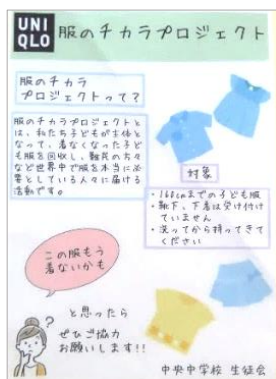 UNI
QLO
服のチカラプロジェクト
服のチカラ
プロジェクトって？
服のチカラプロジェクトと
は、私たち子どもが主体と
なって、着なくなった子ど
も服を回収し、難民の方々
など世界中で服を本当に必
要としている人々に届ける
活動です。
対象
・160cmまでの子ども服
・靴下、下着は受け付け
ていません
・洗ってから持ってきて
ください
この服もう
着ないかも
と思ったら
ぜひご協力
お願いします!!
中央中学校 生徒会